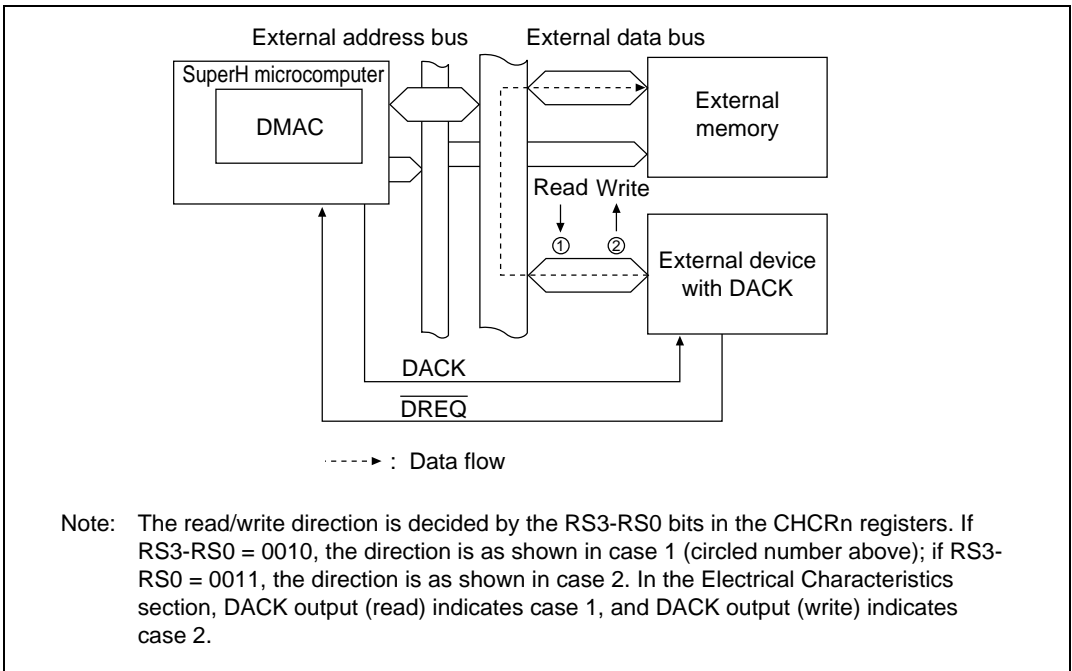 External address bus
External data bus
SuperH microcomputer
DMAC
External
memory
Read Write
① ②
External device
with DACK
DACK
DREQ
: Data flow
Note: The read/write direction is decided by the RS3-RS0 bits in the CHCRn registers. If
RS3-RS0 = 0010, the direction is as shown in case 1 (circled number above); if RS3-
RS0 = 0011, the direction is as shown in case 2. In the Electrical Characteristics
section, DACK output (read) indicates case 1, and DACK output (write) indicates
case 2.